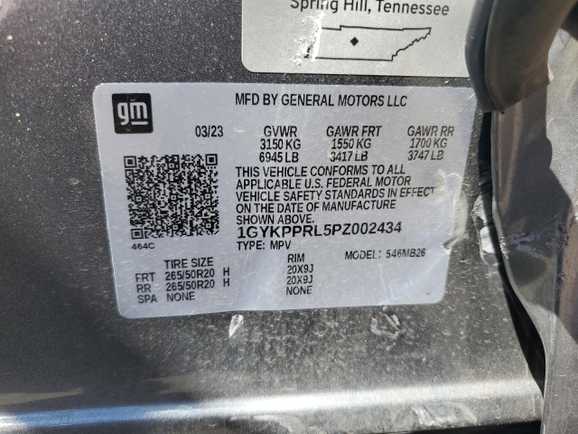 Spring Hill, Tennessee
gm
MFD BY GENERAL MOTORS LLC
03/23 GVWR GAWR FRT GAWR RR
3150 KG 1550 KG 1700 KG
6945 LB 3417 LB 3747 LB
THIS VEHICLE CONFORMS TO ALL
APPLICABLE U.S. FEDERAL MOTOR
VEHICLE SAFETY STANDARDS IN EFFECT
ON THE DATE OF MANUFACTURE
SHOWN ABOVE.
1GYKPPRL5PZ002434
464C
TYPE: MPV MODEL: 546MB26
TIRE SIZE RIM
FRT 265/50R20 H 20X9J
RR 265/50R20 H 20X9J
SPA NONE NONE